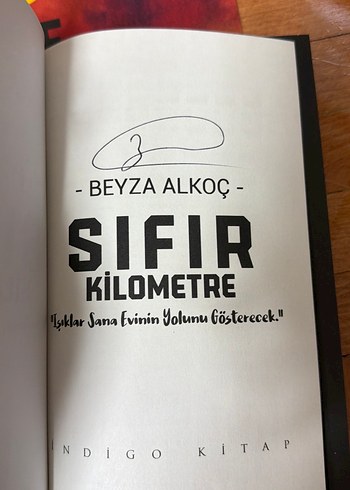 - BEYZA ALKOÇ -
SIFIR
KİLOMETRE
"Işıklar Sana Evinin Yolunu Gösterecek."
İNDİGO KİTAP